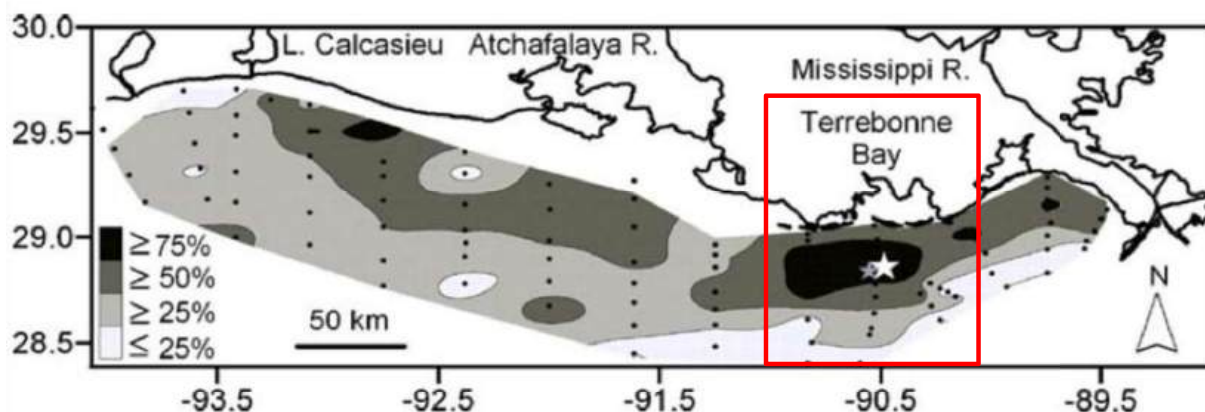 30.0
L. Calcasieu Atchafalaya R.
Mississippi R.
29.5
Terrebonne
Bay
29.0
≥ 75%
≥ 50%
≥ 25%
≤ 25%
50 km
N
28.5
-93.5 -92.5 -91.5 -90.5 -89.5